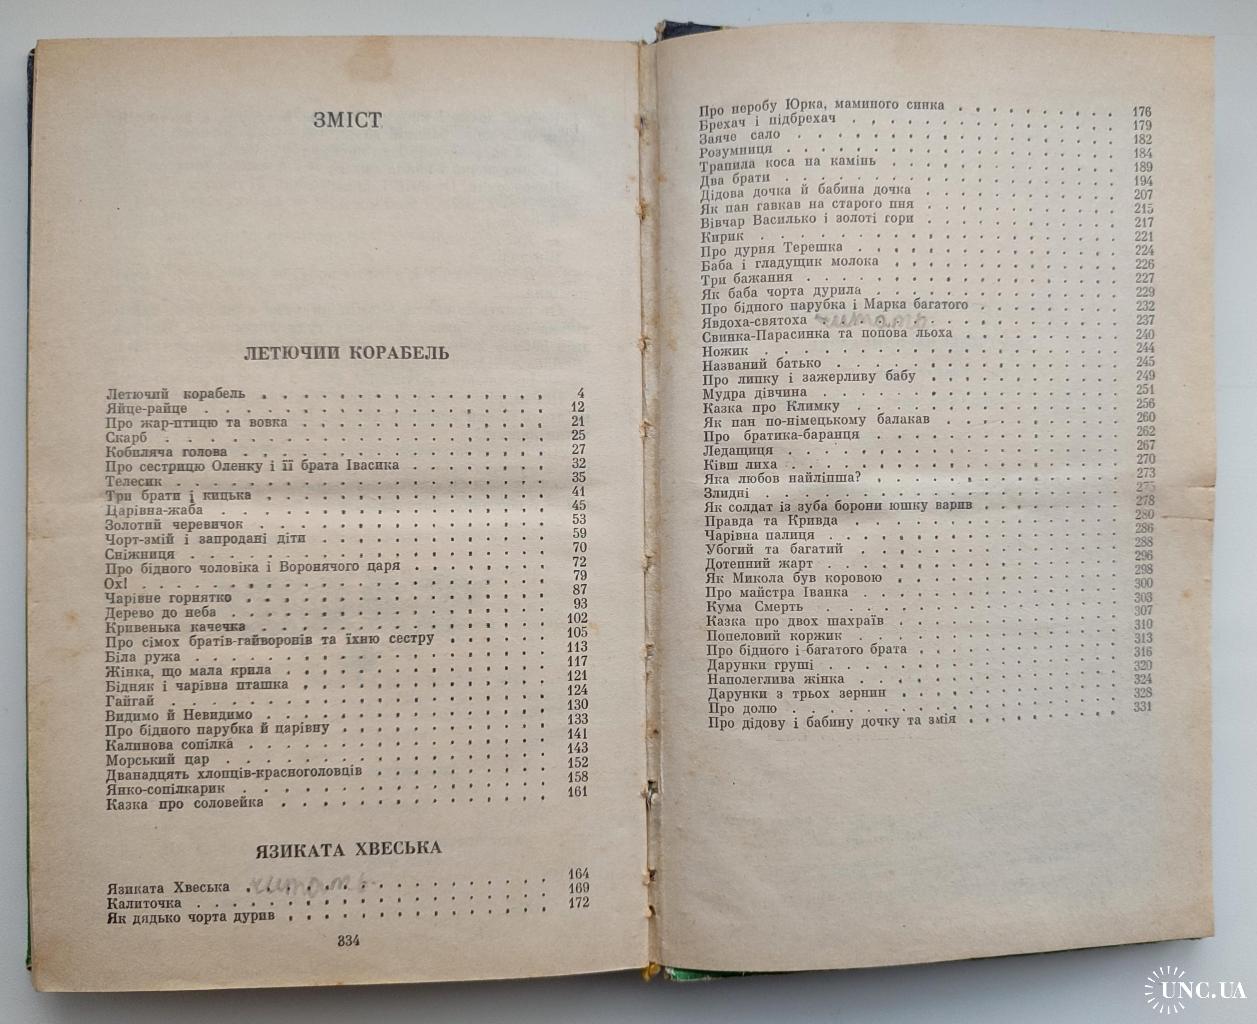 ЗМІСТ
ЛЕТЮЧИЙ КОРАБЕЛЬ
Летючий корабель . . . 4
Яйце-райце . . . 12
Про жар-птицю та вовка . . . 21
Скарб . . . 25
Кобиляча голова . . . 27
Про сестрицю Оленку і її брата Івасика . . . 32
Телесик . . . 35
Три брати і кицька . . . 41
Царівна-жаба . . . 45
Золотий черевичок . . . 53
Чорт-змій і запродані діти . . . 59
Сніжниця . . . 70
Про бідного чоловіка і Воронячого царя . . . 72
Ох! . . . 79
Чарівне горнятко . . . 87
Дерево до неба . . . 93
Кривенька качечка . . . 102
Про сімох братів-гайворонів та їхню сестру . . . 105
Біла ружа . . . 113
Жінка, що мала крила . . . 117
Бідняк і чарівна пташка . . . 121
Гайгай . . . 124
Видимо й Невидимо . . . 130
Про бідного парубка й царівну . . . 133
Калинова сопілка . . . 141
Морський цар . . . 143
Дванадцять хлопців-красноголовців . . . 152
Янко-сопілкарик . . . 158
Казка про соловейка . . . 161
ЯЗИКАТА ХВЕСЬКА
Язиката Хвеська читать . . . 164
Калиточка . . . 169
Як дядько чорта дурив . . . 172
334
Про неробу Юрка, маминого синка . . . 176
Брехач і підбрехач . . . 179
Заяче сало . . . 182
Розумниця . . . 184
Трапила коса на камінь . . . 189
Два брати . . . 194
Дідова дочка й бабина дочка . . . 207
Як пан гавкав на старого пня . . . 215
Вівчар Василько і золоті гори . . . 217
Кирик . . . 221
Про дурня Терешка . . . 224
Баба і гладущик молока . . . 226
Три бажання . . . 227
Як баба чорта дурила . . . 229
Про бідного парубка і Марка багатого . . . 232
Явдоха-святоха читать . . . 237
Свинка-Парасинка та попова льоха . . . 240
Ножик . . . 244
Названий батько . . . 245
Про липку і зажерливу бабу . . . 249
Мудра дівчина . . . 251
Казка про Климку . . . 256
Як пан по-німецькому балакав . . . 260
Про братика-баранця . . . 262
Ледащиця . . . 267
Ківш лиха . . . 270
Яка любов найліпша? . . . 273
Злидні . . . 275
Як солдат із зуба борони юшку варив . . . 278
Правда та Кривда . . . 280
Чарівна палиця . . . 286
Убогий та багатий . . . 288
Дотепний жарт . . . 296
Як Микола був коровою . . . 298
Про майстра Іванка . . . 300
Кума Смерть . . . 303
Казка про двох шахраїв . . . 307
Попеловий коржик . . . 310
Про бідного і багатого брата . . . 313
Дарунки груші . . . 316
Наполеглива жінка . . . 320
Дарунки з трьох зернин . . . 324
Про долю . . . 328
Про дідову і бабину дочку та змія . . . 331
UNC.UA